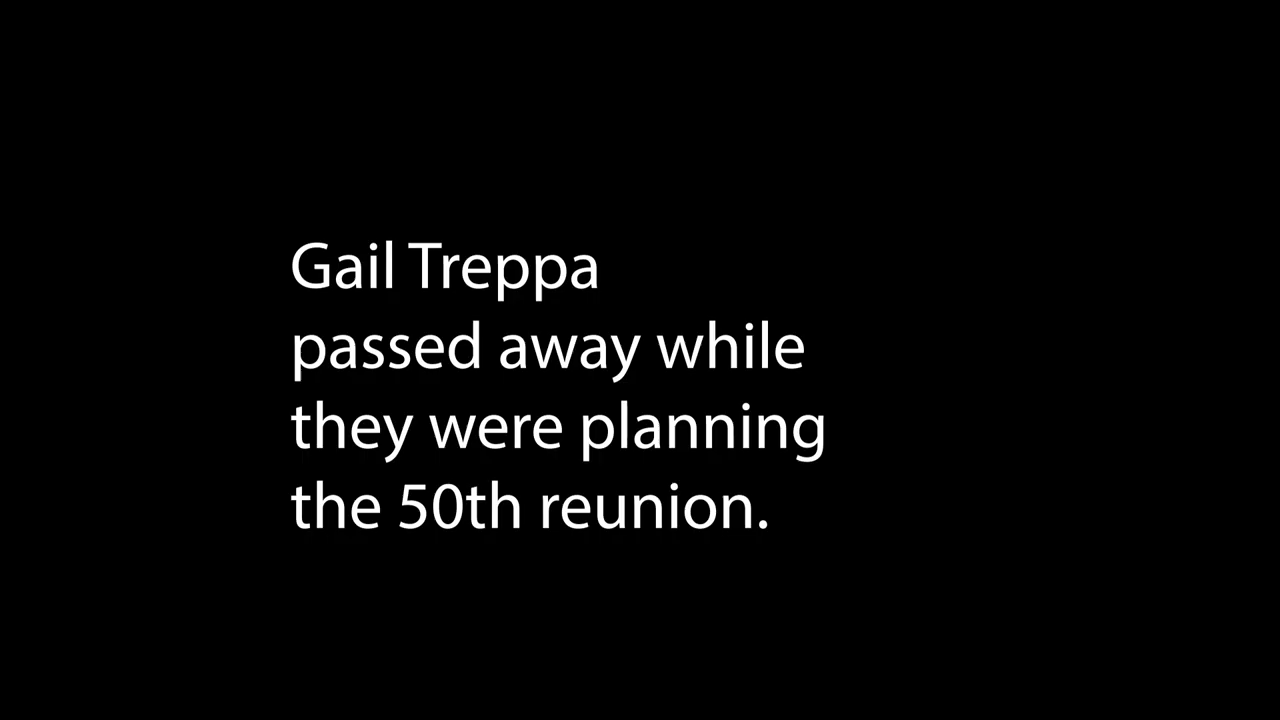 Gail Treppa
passed away while
they were planning
the 50th reunion.